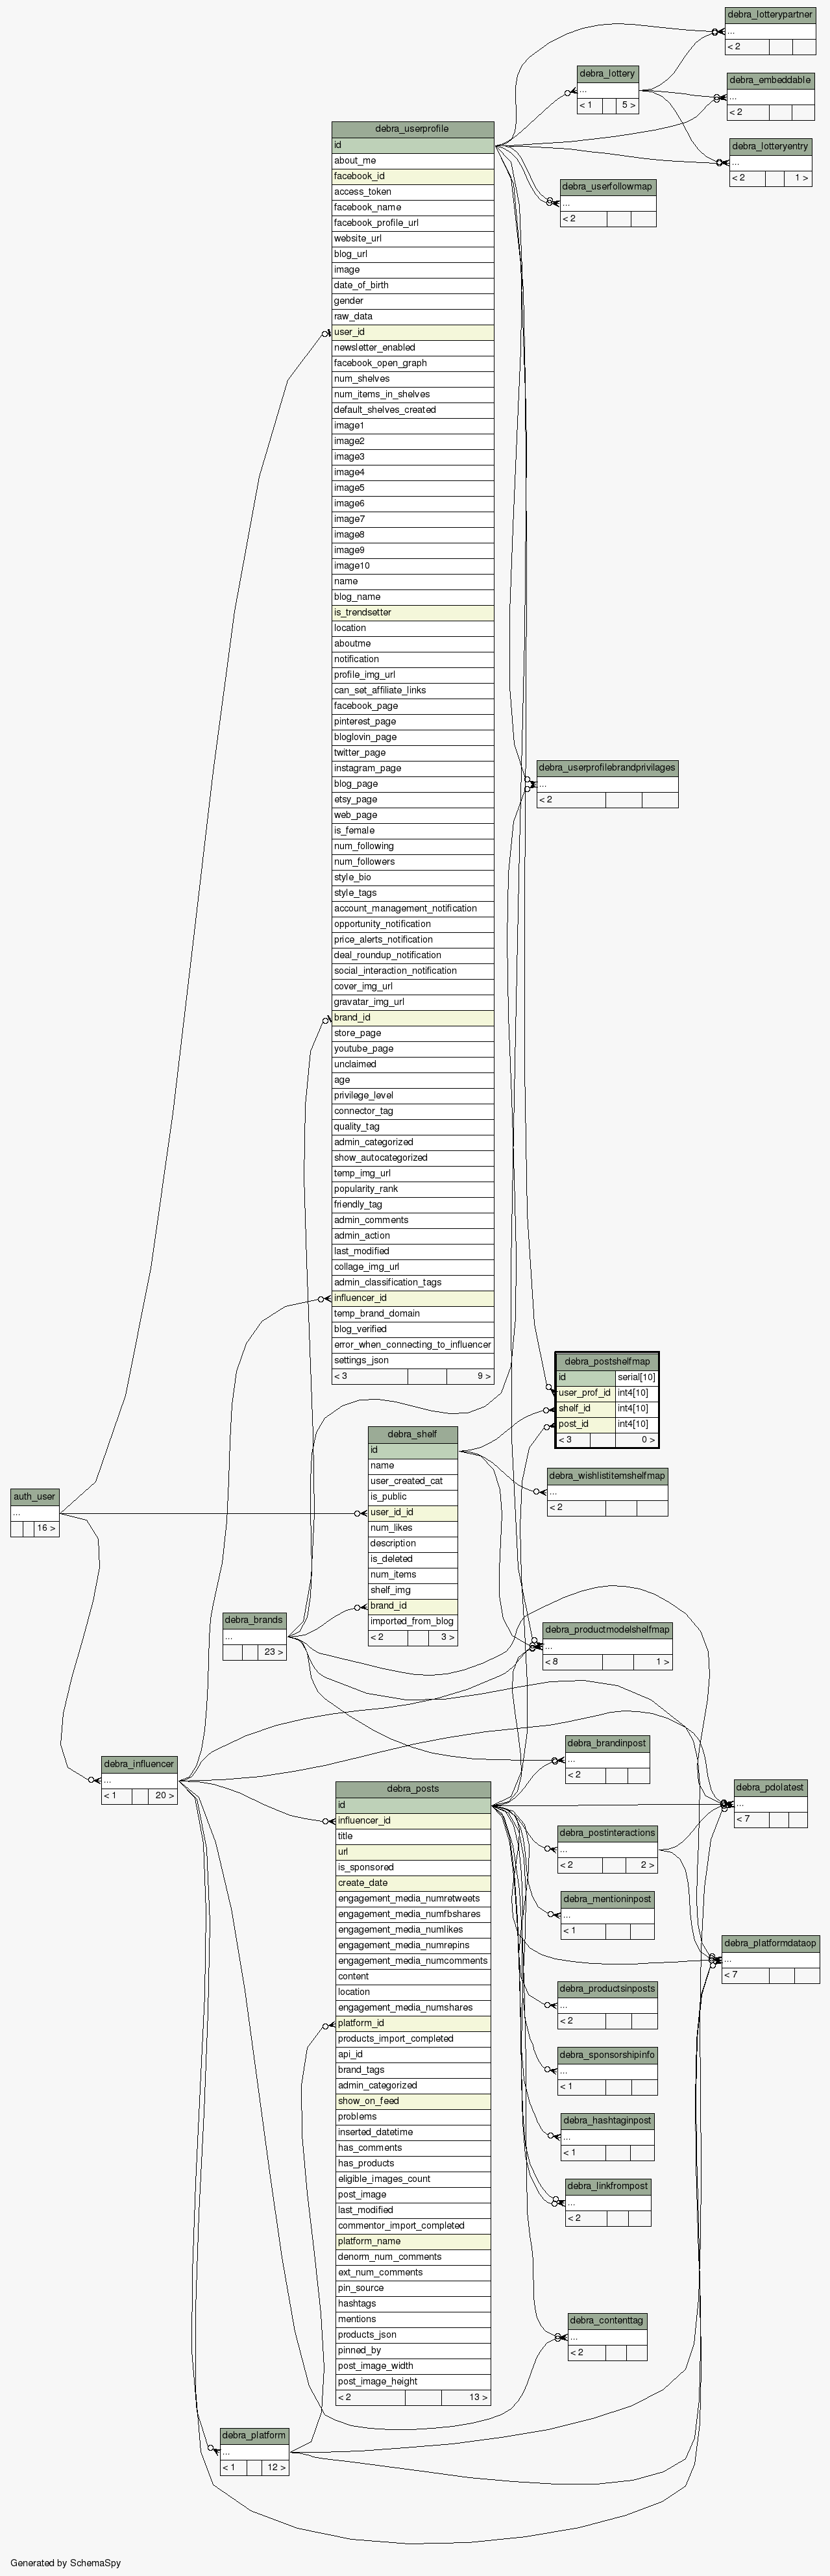 debra_lotterypartner
...
< 2
debra_lottery
...
< 1 5 >
debra_embeddable
...
< 2
debra_lotteryentry
...
< 2 1 >
debra_userfollowmap
...
< 2
debra_userprofile
id
about_me
facebook_id
access_token
facebook_name
facebook_profile_url
website_url
blog_url
image
date_of_birth
gender
raw_data
user_id
newsletter_enabled
facebook_open_graph
num_shelves
num_items_in_shelves
default_shelves_created
image1
image2
image3
image4
image5
image6
image7
image8
image9
image10
name
blog_name
is_trendsetter
location
aboutme
notification
profile_img_url
can_set_affiliate_links
facebook_page
pinterest_page
bloglovin_page
twitter_page
instagram_page
blog_page
etsy_page
web_page
is_female
num_following
num_followers
style_bio
style_tags
account_management_notification
opportunity_notification
price_alerts_notification
deal_roundup_notification
social_interaction_notification
cover_img_url
gravatar_img_url
brand_id
store_page
youtube_page
unclaimed
age
privilege_level
connector_tag
quality_tag
admin_categorized
show_autocategorized
temp_img_url
popularity_rank
friendly_tag
admin_comments
admin_action
last_modified
collage_img_url
admin_classification_tags
influencer_id
temp_brand_domain
blog_verified
error_when_connecting_to_influencer
settings_json
< 3 9 >
debra_userprofilebrandprivilages
...
< 2
debra_postshelfmap
id serial[10]
user_prof_id int4[10]
shelf_id int4[10]
post_id int4[10]
< 3 0 >
debra_shelf
id
name
user_created_cat
is_public
user_id_id
num_likes
description
is_deleted
num_items
shelf_img
brand_id
imported_from_blog
< 2 3 >
debra_wishlistitemshelfmap
...
< 2
auth_user
...
16 >
debra_brands
...
23 >
debra_productmodelshelfmap
...
< 8 1 >
debra_influencer
...
< 1 20 >
debra_brandinpost
...
< 2
debra_pdolatest
...
< 7
debra_posts
id
influencer_id
title
url
is_sponsored
create_date
engagement_media_numretweets
engagement_media_numfbshares
engagement_media_numlikes
engagement_media_numrepins
engagement_media_numcomments
content
location
engagement_media_numshares
platform_id
products_import_completed
api_id
brand_tags
admin_categorized
show_on_feed
problems
inserted_datetime
has_comments
has_products
eligible_images_count
post_image
last_modified
commentor_import_completed
platform_name
denorm_num_comments
ext_num_comments
pin_source
hashtags
mentions
products_json
pinned_by
post_image_width
post_image_height
< 2 13 >
debra_postinteractions
...
< 2 2 >
debra_mentioninpost
...
< 1
debra_platformdataop
...
< 7
debra_productsinposts
...
< 2
debra_sponsorshipinfo
...
< 1
debra_hashtaginpost
...
< 1
debra_linkfrompost
...
< 2
debra_contenttag
...
< 2
debra_platform
...
< 1 12 >
Generated by SchemaSpy